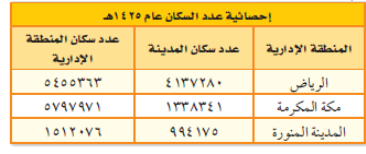 إحصائية عدد السكان عام ١٤٢٥هـ
المنطقة الإدارية عدد سكان المدينة عدد سكان المنطقة الإدارية
الرياض ٤١٣٧٢٨٠ ٥٤٥٥٣٦٣
مكة المكرمة ١٣٣٨٣٤١ ٥٧٩٧٩٧١
المدينة المنورة ٩٩٤١٧٥ ١٥١٢٠٧٦